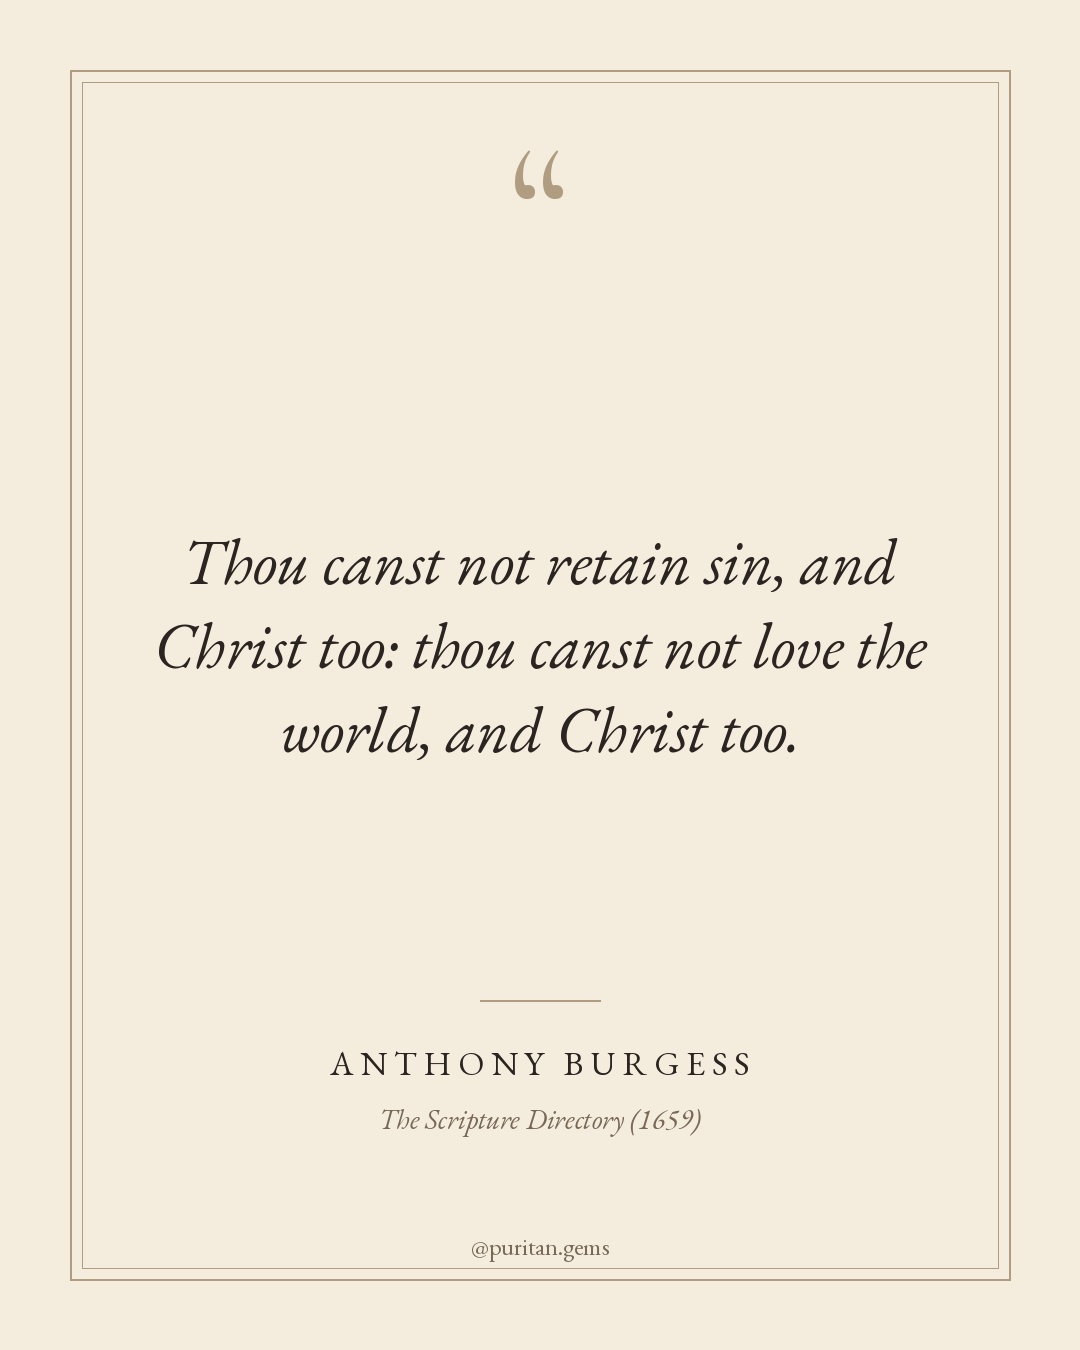 “
Thou canst not retain sin, and
Christ too: thou canst not love the
world, and Christ too.
ANTHONY BURGESS
The Scripture Directory (1659)
@puritan.gems